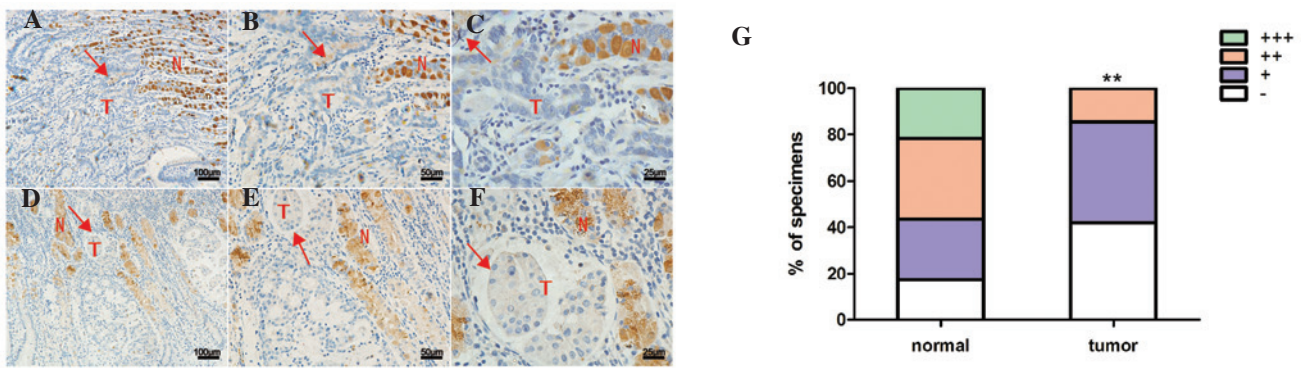 A
B
C
N
T
100μm
N
T
50μm
N
T
25μm
D
E
F
N
T
100μm
T
N
50μm
N
T
25μm
G
+++
++
+
-
% of specimens
100
80
60
40
20
0
**
normal
tumor